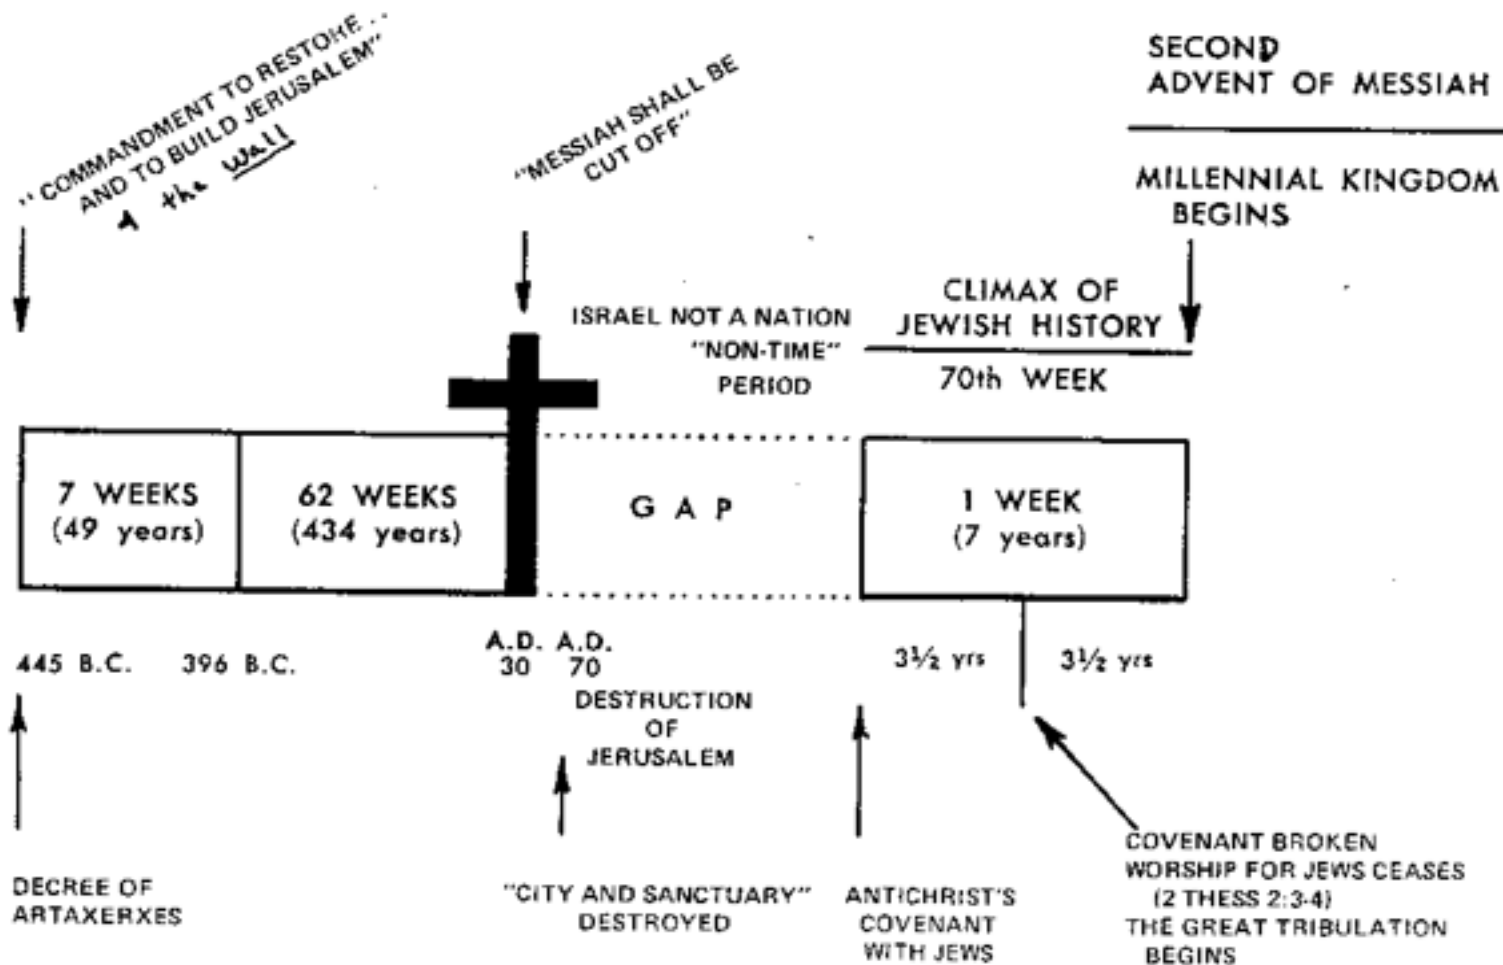 "COMMANDMENT TO RESTORE ..
AND TO BUILD JERUSALEM"
the wall
"MESSIAH SHALL BE
CUT OFF"
SECOND
ADVENT OF MESSIAH
MILLENNIAL KINGDOM
BEGINS
ISRAEL NOT A NATION
"NON-TIME"
PERIOD
CLIMAX OF
JEWISH HISTORY
70th WEEK
7 WEEKS
(49 years)
62 WEEKS
(434 years)
G A P
1 WEEK
(7 years)
445 B.C.
396 B.C.
A.D. A.D.
30 70
3½ yrs
3½ yrs
DESTRUCTION
OF
JERUSALEM
DECREE OF
ARTAXERXES
"CITY AND SANCTUARY"
DESTROYED
ANTICHRIST'S
COVENANT
WITH JEWS
COVENANT BROKEN
WORSHIP FOR JEWS CEASES
(2 THESS 2:3-4)
THE GREAT TRIBULATION
BEGINS